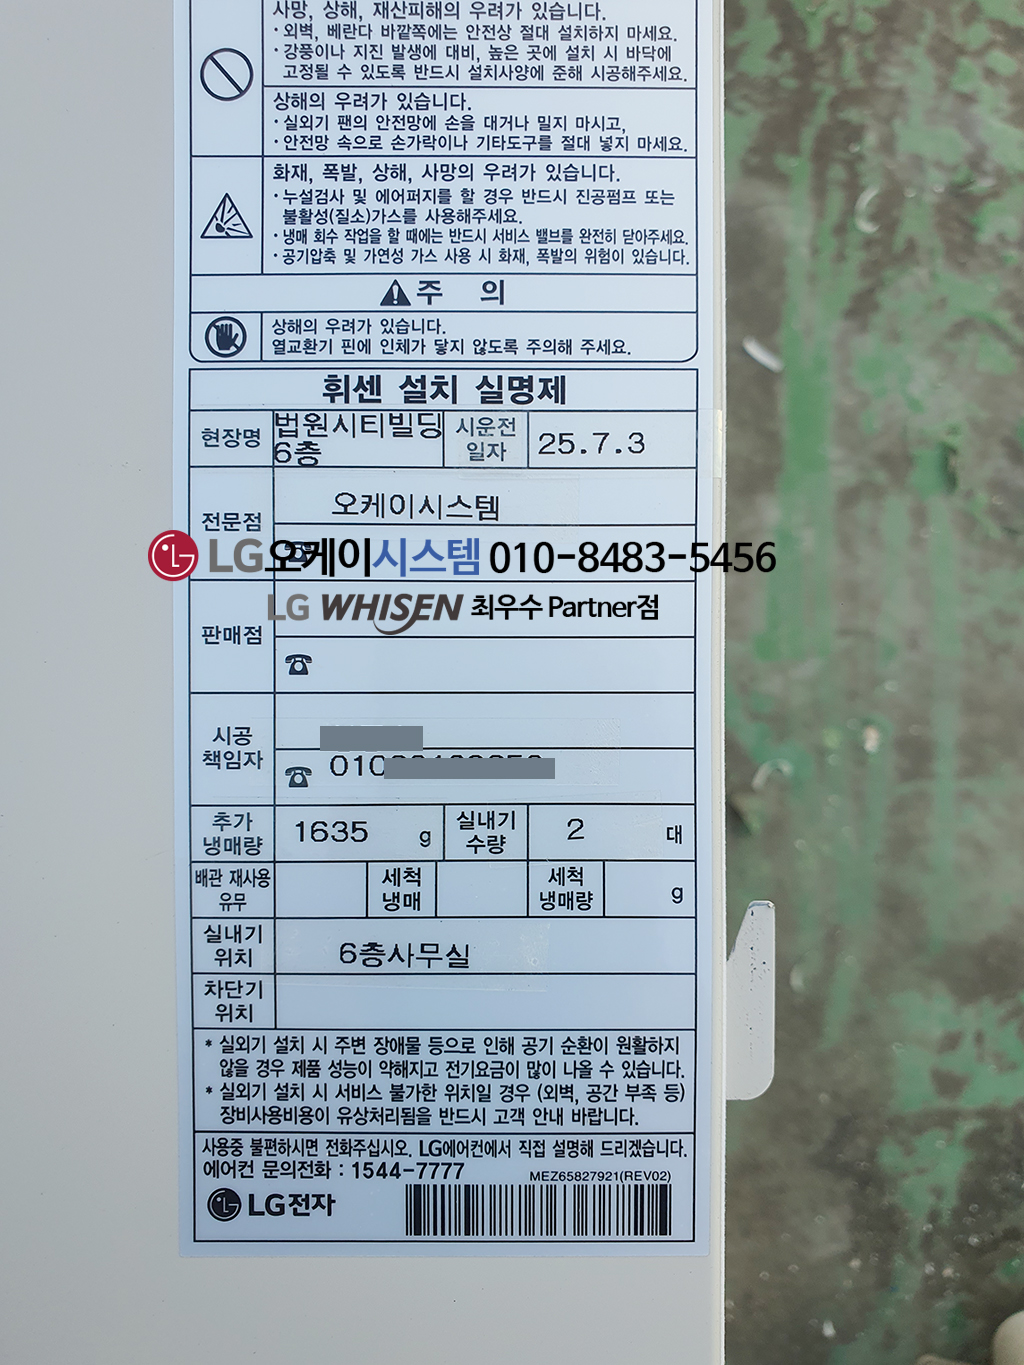 사망, 상해, 재산피해의 우려가 있습니다.
·외벽, 베란다 바깥쪽에는 안전상 절대 설치하지 마세요.
·강풍이나 지진 발생에 대비, 높은 곳에 설치 시 바닥에
고정될 수 있도록 반드시 설치사양에 준해 시공해주세요.
상해의 우려가 있습니다.
·실외기 팬의 안전망에 손을 대거나 밀지 마시고,
·안전망 속으로 손가락이나 기타도구를 절대 넣지 마세요.
화재, 폭발, 상해, 사망의 우려가 있습니다.
·누설검사 및 에어퍼지를 할 경우 반드시 진공펌프 또는
불활성(질소)가스를 사용해주세요.
·냉매 회수 작업을 할 때에는 반드시 서비스 밸브를 완전히 닫아주세요.
·공기압축 및 가연성 가스 사용 시 화재, 폭발의 위험이 있습니다.
주 의
상해의 우려가 있습니다.
열교환기 핀에 인체가 닿지 않도록 주의해 주세요.
휘센 설치 실명제
현장명 법원시티빌딩 6층 시운전 일자 25.7.3
전문점 오케이시스템
LG오케이시스템 010-8483-5456
LG WHISEN 최우수 Partner점
판매점
시공 책임자
010
추가 냉매량 1635 g 실내기 수량 2 대
배관 재사용 유무 세척 냉매 세척 냉매량 g
실내기 위치 6층사무실
차단기 위치
* 실외기 설치 시 주변 장애물 등으로 인해 공기 순환이 원활하지
않을 경우 제품 성능이 약해지고 전기요금이 많이 나올 수 있습니다.
* 실외기 설치 시 서비스 불가한 위치일 경우 (외벽, 공간 부족 등)
장비사용비용이 유상처리됨을 반드시 고객 안내 바랍니다.
사용중 불편하시면 전화주십시오. LG에어컨에서 직접 설명해 드리겠습니다.
에어컨 문의전화 : 1544-7777
MEZ65827921(REV02)
LG전자